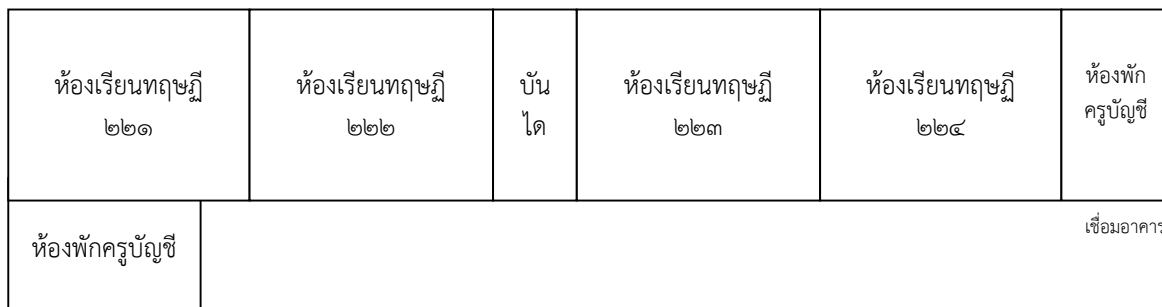 ห้องเรียนทฤษฏี
๒๒๑
ห้องเรียนทฤษฏี
๒๒๒
บัน
ได
ห้องเรียนทฤษฏี
๒๒๓
ห้องเรียนทฤษฏี
๒๒๔
ห้องพัก
ครูบัญชี
ห้องพักครูบัญชี
เชื่อมอาคาร